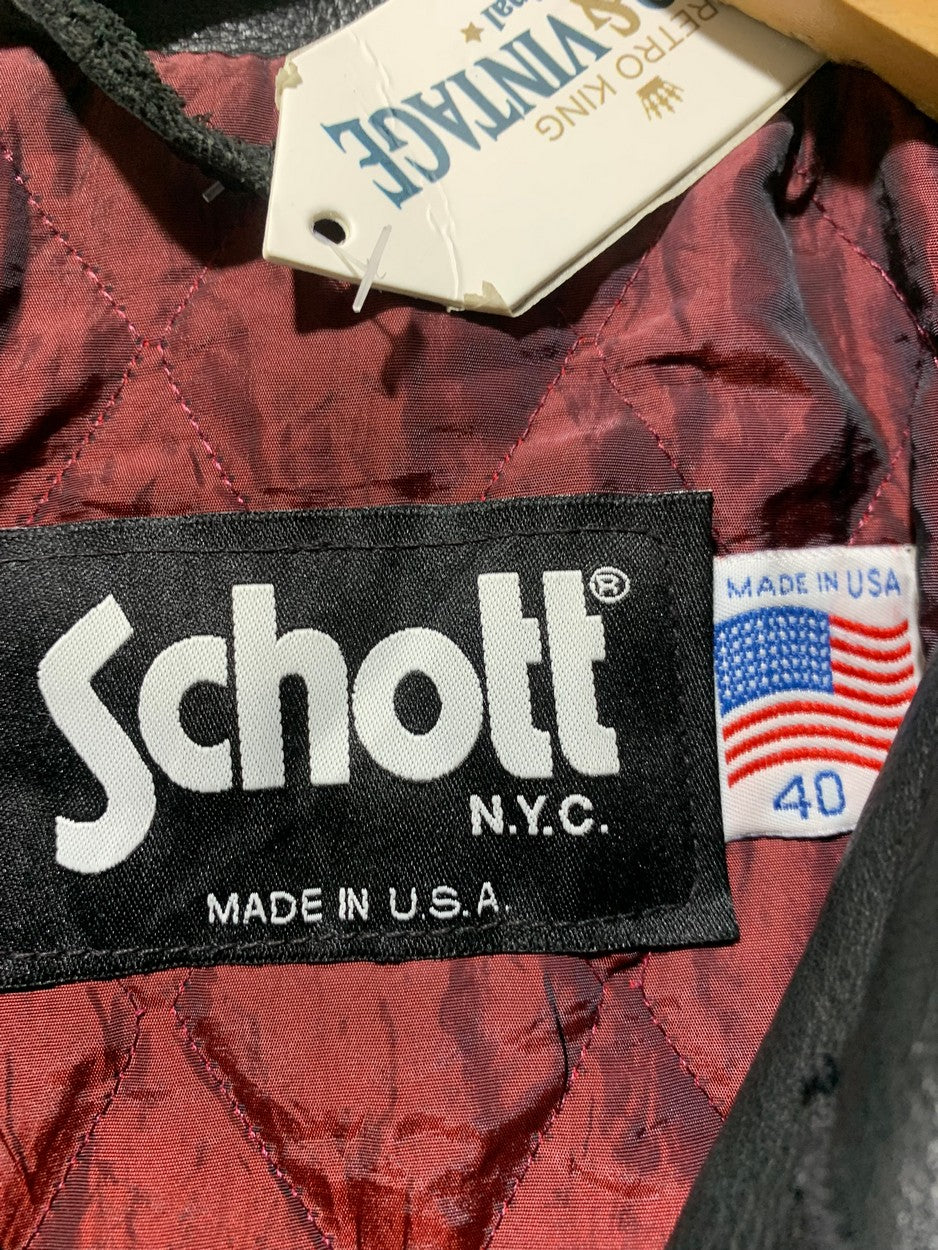 RETRO KING
& VINTAGE
Schott®
N.Y.C.
MADE IN U.S.A.
MADE IN USA
40